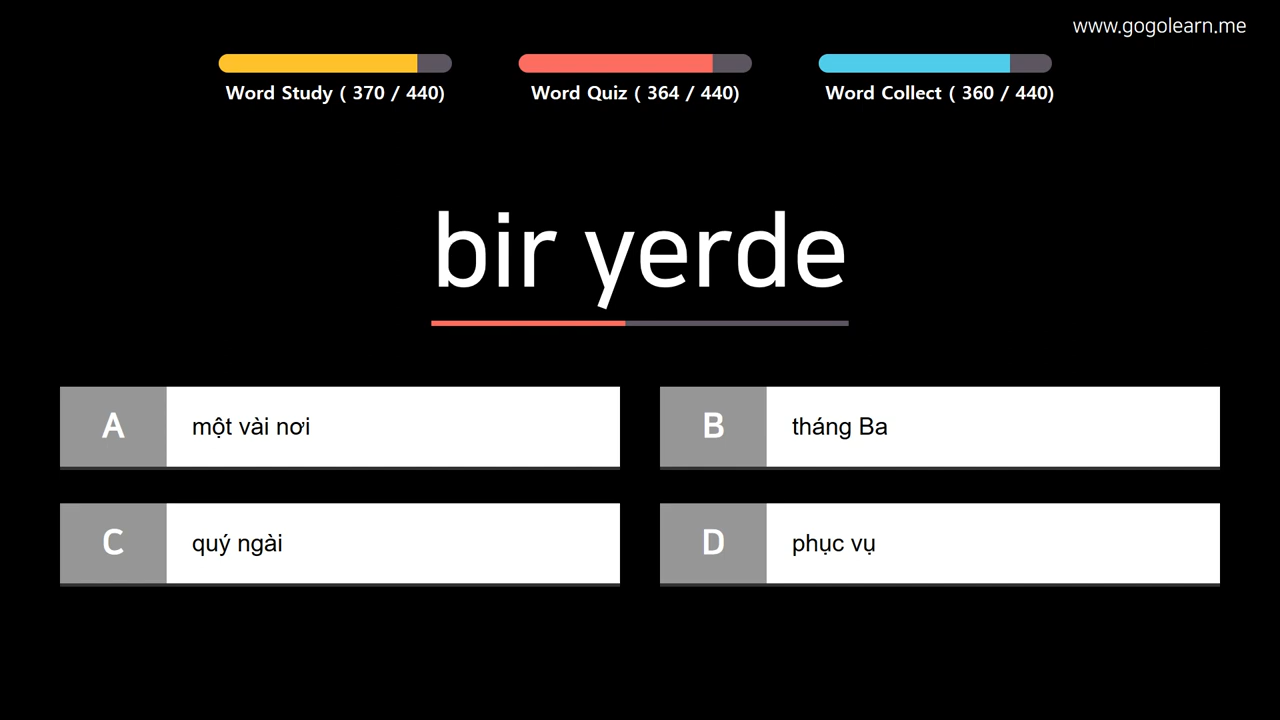 www.gogolearn.me
Word Study ( 370 / 440)
Word Quiz ( 364 / 440)
Word Collect ( 360 / 440)
bir yerde
A
một vài nơi
B
tháng Ba
C
quý ngài
D
phục vụ